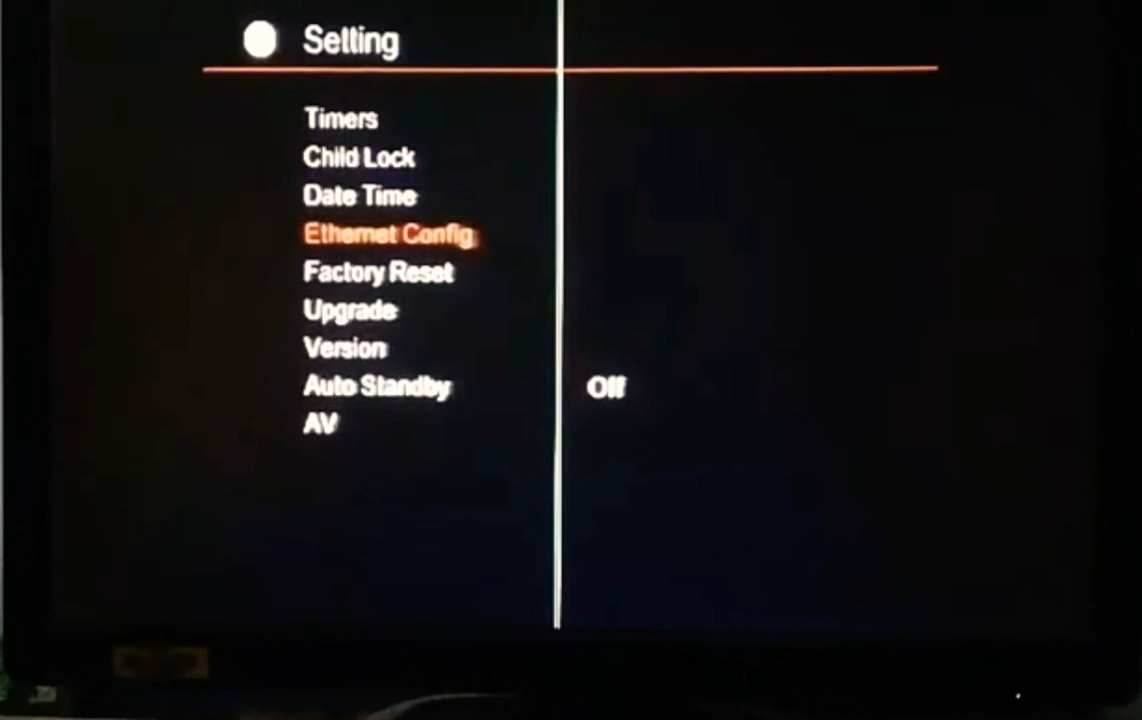 Setting
Timers
Child Lock
Date Time
Ethernet Config
Factory Reset
Upgrade
Version
Auto Standby Off
AV